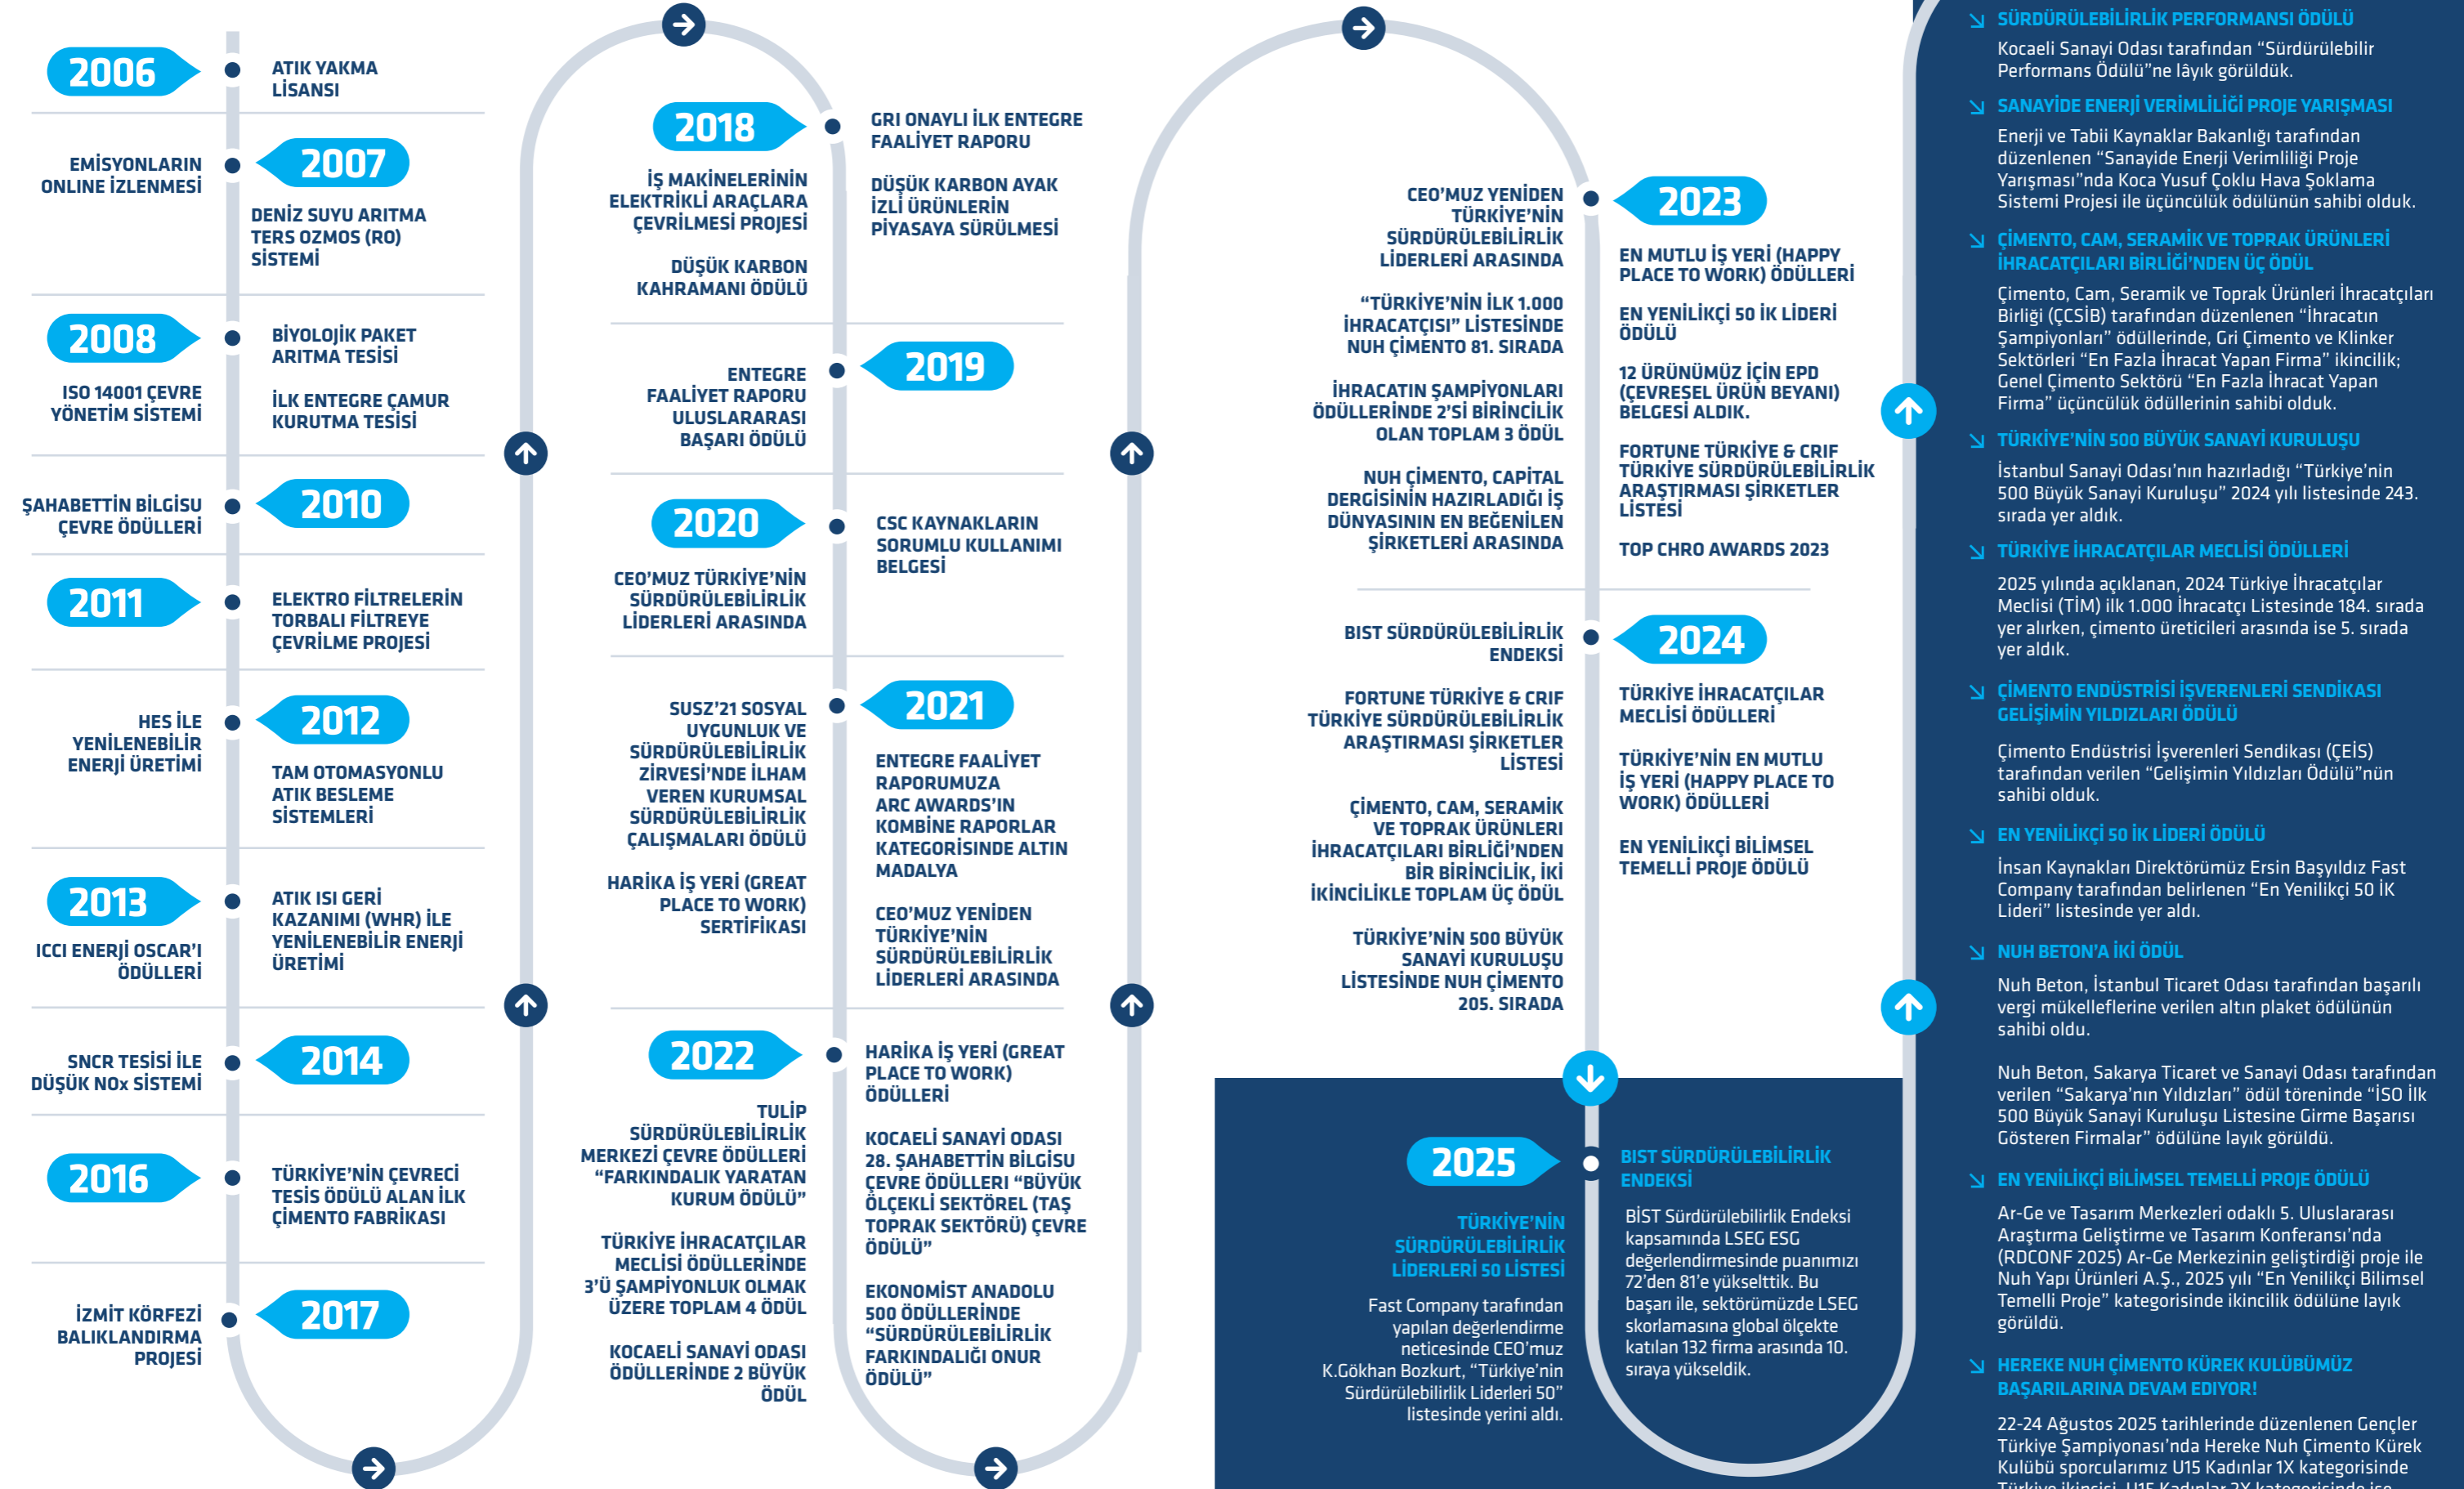 2006
ATIK YAKMA
LİSANSI
2007
EMİSYONLARIN
ONLINE İZLENMESİ
DENİZ SUYU ARITMA
TERS OZMOS (RO)
SİSTEMİ
2008
ISO 14001 ÇEVRE
YÖNETİM SİSTEMİ
BİYOLOJİK PAKET
ARITMA TESİSİ
İLK ENTEGRE ÇAMUR
KURUTMA TESİSİ
2010
ŞAHABETTİN BİLGİSU
ÇEVRE ÖDÜLLERİ
2011
ELEKTRO FİLTRELERİN
TORBALI FİLTREYE
ÇEVRİLME PROJESİ
2012
HES İLE
YENİLENEBİLİR
ENERJİ ÜRETİMİ
TAM OTOMASYONLU
ATIK BESLEME
SİSTEMLERİ
2013
ICCI ENERJİ OSCAR’I
ÖDÜLLERİ
ATIK ISI GERİ
KAZANIMI (WHR) İLE
YENİLENEBİLİR ENERJİ
ÜRETİMİ
2014
SNCR TESİSİ İLE
DÜŞÜK NOx SİSTEMİ
2016
TÜRKİYE’NİN ÇEVRECİ
TESİS ÖDÜLÜ ALAN İLK
ÇİMENTO FABRİKASI
2017
İZMİT KÖRFEZİ
BALIKLANDIRMA
PROJESİ
2018
İŞ MAKİNELERİNİN
ELEKTRİKLİ ARAÇLARA
ÇEVRİLMESİ PROJESİ
DÜŞÜK KARBON
KAHRAMANI ÖDÜLÜ
GRI ONAYLI İLK ENTEGRE
FAALİYET RAPORU
DÜŞÜK KARBON AYAK
İZLİ ÜRÜNLERİN
PİYASAYA SÜRÜLMESİ
2019
ENTEGRE
FAALİYET RAPORU
ULUSLARARASI
BAŞARI ÖDÜLÜ
2020
CEO’MUZ TÜRKİYE’NİN
SÜRDÜRÜLEBİLİRLİK
LİDERLERİ ARASINDA
CSC KAYNAKLARIN
SORUMLU KULLANIMI
BELGESİ
2021
SUSZ’21 SOSYAL
UYGUNLUK VE
SÜRDÜRÜLEBİLİRLİK
ZİRVESİ’NDE İLHAM
VEREN KURUMSAL
SÜRDÜRÜLEBİLİRLİK
ÇALIŞMALARI ÖDÜLÜ
HARİKA İŞ YERİ (GREAT
PLACE TO WORK)
SERTİFİKASI
ENTEGRE FAALİYET
RAPORUMUZA
ARC AWARDS’IN
KOMBİNE RAPORLAR
KATEGORİSİNDE ALTIN
MADALYA
CEO’MUZ YENİDEN
TÜRKİYE’NİN
SÜRDÜRÜLEBİLİRLİK
LİDERLERİ ARASINDA
2022
TULİP
SÜRDÜRÜLEBİLİRLİK
MERKEZİ ÇEVRE ÖDÜLLERİ
“FARKINDALIK YARATAN
KURUM ÖDÜLÜ”
TÜRKİYE İHRACATÇILAR
MECLİSİ ÖDÜLLERİNDE
3’Ü ŞAMPİYONLUK OLMAK
ÜZERE TOPLAM 4 ÖDÜL
KOCAELİ SANAYİ ODASI
ÖDÜLLERİNDE 2 BÜYÜK
ÖDÜL
HARİKA İŞ YERİ (GREAT
PLACE TO WORK)
ÖDÜLLERİ
KOCAELİ SANAYİ ODASI
28. ŞAHABETTİN BİLGİSU
ÇEVRE ÖDÜLLERI “BÜYÜK
ÖLÇEKLİ SEKTÖREL (TAŞ
TOPRAK SEKTÖRÜ) ÇEVRE
ÖDÜLÜ”
EKONOMİST ANADOLU
500 ÖDÜLLERİNDE
“SÜRDÜRÜLEBİLİRLİK
FARKINDALIĞI ONUR
ÖDÜLÜ”
2023
CEO’MUZ YENİDEN
TÜRKİYE’NİN
SÜRDÜRÜLEBİLİRLİK
LİDERLERİ ARASINDA
“TÜRKİYE’NİN İLK 1.000
İHRACATÇISI” LİSTESİNDE
NUH ÇİMENTO 81. SIRADA
İHRACATIN ŞAMPİYONLARI
ÖDÜLLERİNDE 2’Sİ BİRİNCİLİK
OLAN TOPLAM 3 ÖDÜL
NUH ÇİMENTO, CAPİTAL
DERGİSİNİN HAZIRLADIĞI İŞ
DÜNYASININ EN BEĞENİLEN
ŞİRKETLERİ ARASINDA
EN MUTLU İŞ YERİ (HAPPY
PLACE TO WORK) ÖDÜLLERİ
EN YENİLİKÇİ 50 İK LİDERİ
ÖDÜLÜ
12 ÜRÜNÜMÜZ İÇİN EPD
(ÇEVRESEL ÜRÜN BEYANI)
BELGESİ ALDIK.
FORTUNE TÜRKİYE & CRIF
TÜRKİYE SÜRDÜRÜLEBİLİRLİK
ARAŞTIRMASI ŞİRKETLER
LİSTESİ
TOP CHRO AWARDS 2023
2024
BIST SÜRDÜRÜLEBİLİRLİK
ENDEKSİ
FORTUNE TÜRKİYE & CRIF
TÜRKİYE SÜRDÜRÜLEBİLİRLİK
ARAŞTIRMASI ŞİRKETLER
LİSTESİ
ÇİMENTO, CAM, SERAMİK
VE TOPRAK ÜRÜNLERI
İHRACATÇILARI BİRLİĞİ’NDEN
BİR BİRİNCİLİK, İKİ
İKİNCİLİKLE TOPLAM ÜÇ ÖDÜL
TÜRKİYE’NİN 500 BÜYÜK
SANAYİ KURULUŞU
LİSTESİNDE NUH ÇİMENTO
205. SIRADA
TÜRKİYE İHRACATÇILAR
MECLİSİ ÖDÜLLERİ
TÜRKİYE’NİN EN MUTLU
İŞ YERİ (HAPPY PLACE TO
WORK) ÖDÜLLERİ
EN YENİLİKÇİ BİLİMSEL
TEMELLİ PROJE ÖDÜLÜ
2025
TÜRKİYE’NİN
SÜRDÜRÜLEBİLİRLİK
LİDERLERİ 50 LİSTESİ
Fast Company tarafından
yapılan değerlendirme
neticesinde CEO’muz
K.Gökhan Bozkurt, “Türkiye’nin
Sürdürülebilirlik Liderleri 50”
listesinde yerini aldı.
BIST SÜRDÜRÜLEBİLİRLİK
ENDEKSİ
BİST Sürdürülebilirlik Endeksi
kapsamında LSEG ESG
değerlendirmesinde puanımızı
72’den 81’e yükselttik. Bu
başarı ile, sektörümüzde LSEG
skorlamasına global ölçekte
katılan 132 firma arasında 10.
sıraya yükseldik.
SÜRDÜRÜLEBİLİRLİK PERFORMANSI ÖDÜLÜ
Kocaeli Sanayi Odası tarafından “Sürdürülebilir
Performans Ödülü”ne lâyık görüldük.
SANAYİDE ENERJİ VERİMLİLİĞİ PROJE YARIŞMASI
Enerji ve Tabii Kaynaklar Bakanlığı tarafından
düzenlenen “Sanayide Enerji Verimliliği Proje
Yarışması”nda Koca Yusuf Çoklu Hava Şoklama
Sistemi Projesi ile üçüncülük ödülünün sahibi olduk.
ÇİMENTO, CAM, SERAMİK VE TOPRAK ÜRÜNLERİ
İHRACATÇILARI BİRLİĞİ’NDEN ÜÇ ÖDÜL
Çimento, Cam, Seramik ve Toprak Ürünleri İhracatçıları
Birliği (ÇCSİB) tarafından düzenlenen “İhracatın
Şampiyonları” ödüllerinde, Gri Çimento ve Klinker
Sektörleri “En Fazla İhracat Yapan Firma” ikincilik;
Genel Çimento Sektörü “En Fazla İhracat Yapan
Firma” üçüncülük ödüllerinin sahibi olduk.
TÜRKİYE’NİN 500 BÜYÜK SANAYİ KURULUŞU
İstanbul Sanayi Odası’nın hazırladığı “Türkiye’nin
500 Büyük Sanayi Kuruluşu” 2024 yılı listesinde 243.
sırada yer aldık.
TÜRKİYE İHRACATÇILAR MECLİSİ ÖDÜLLERİ
2025 yılında açıklanan, 2024 Türkiye İhracatçılar
Meclisi (TİM) ilk 1.000 İhracatçı Listesinde 184. sırada
yer alırken, çimento üreticileri arasında ise 5. sırada
yer aldık.
ÇİMENTO ENDÜSTRİSİ İŞVERENLERİ SENDİKASI
GELİŞİMİN YILDIZLARI ÖDÜLÜ
Çimento Endüstrisi İşverenleri Sendikası (ÇEİS)
tarafından verilen “Gelişimin Yıldızları Ödülü”nün
sahibi olduk.
EN YENİLİKÇİ 50 İK LİDERİ ÖDÜLÜ
İnsan Kaynakları Direktörümüz Ersin Başyıldız Fast
Company tarafından belirlenen “En Yenilikçi 50 İK
Lideri” listesinde yer aldı.
NUH BETON’A İKİ ÖDÜL
Nuh Beton, İstanbul Ticaret Odası tarafından başarılı
vergi mükelleflerine verilen altın plaket ödülünün
sahibi oldu.
Nuh Beton, Sakarya Ticaret ve Sanayi Odası tarafından
verilen “Sakarya’nın Yıldızları” ödül töreninde “İSO İlk
500 Büyük Sanayi Kuruluşu Listesine Girme Başarısı
Gösteren Firmalar” ödülüne layık görüldü.
EN YENİLİKÇİ BİLİMSEL TEMELLİ PROJE ÖDÜLÜ
Ar-Ge ve Tasarım Merkezleri odaklı 5. Uluslararası
Araştırma Geliştirme ve Tasarım Konferansı’nda
(RDCONF 2025) Ar-Ge Merkezinin geliştirdiği proje ile
Nuh Yapı Ürünleri A.Ş., 2025 yılı “En Yenilikçi Bilimsel
Temelli Proje” kategorisinde ikincilik ödülüne layık
görüldü.
HEREKE NUH ÇİMENTO KÜREK KULÜBÜMÜZ
BAŞARILARINA DEVAM EDIYOR!
22-24 Ağustos 2025 tarihlerinde düzenlenen Gençler
Türkiye Şampiyonası’nda Hereke Nuh Çimento Kürek
Kulübü sporcularımız U15 Kadınlar 1X kategorisinde
Türkiye ikincisi, U15 Kadınlar 2X kategorisinde ise